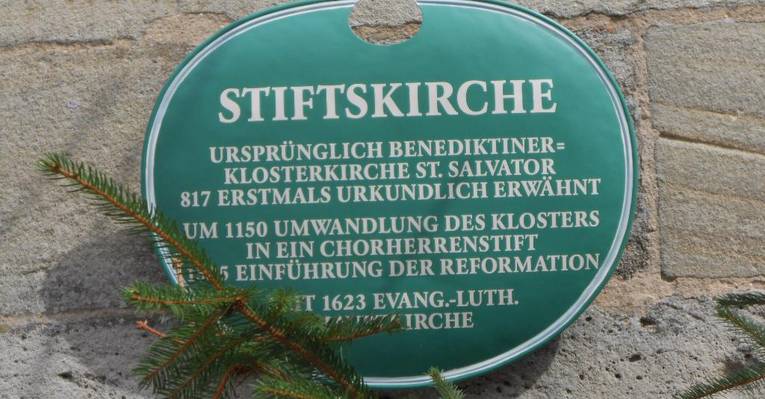 STIFTSKIRCHE
URSPRÜNGLICH BENEDIKTINER=
KLOSTERKIRCHE ST. SALVATOR
817 ERSTMALS URKUNDLICH ERWÄHNT
UM 1150 UMWANDLUNG DES KLOSTERS
IN EIN CHORHERRENSTIFT
EINFÜHRUNG DER REFORMATION
1623 EVANG.-LUTH.